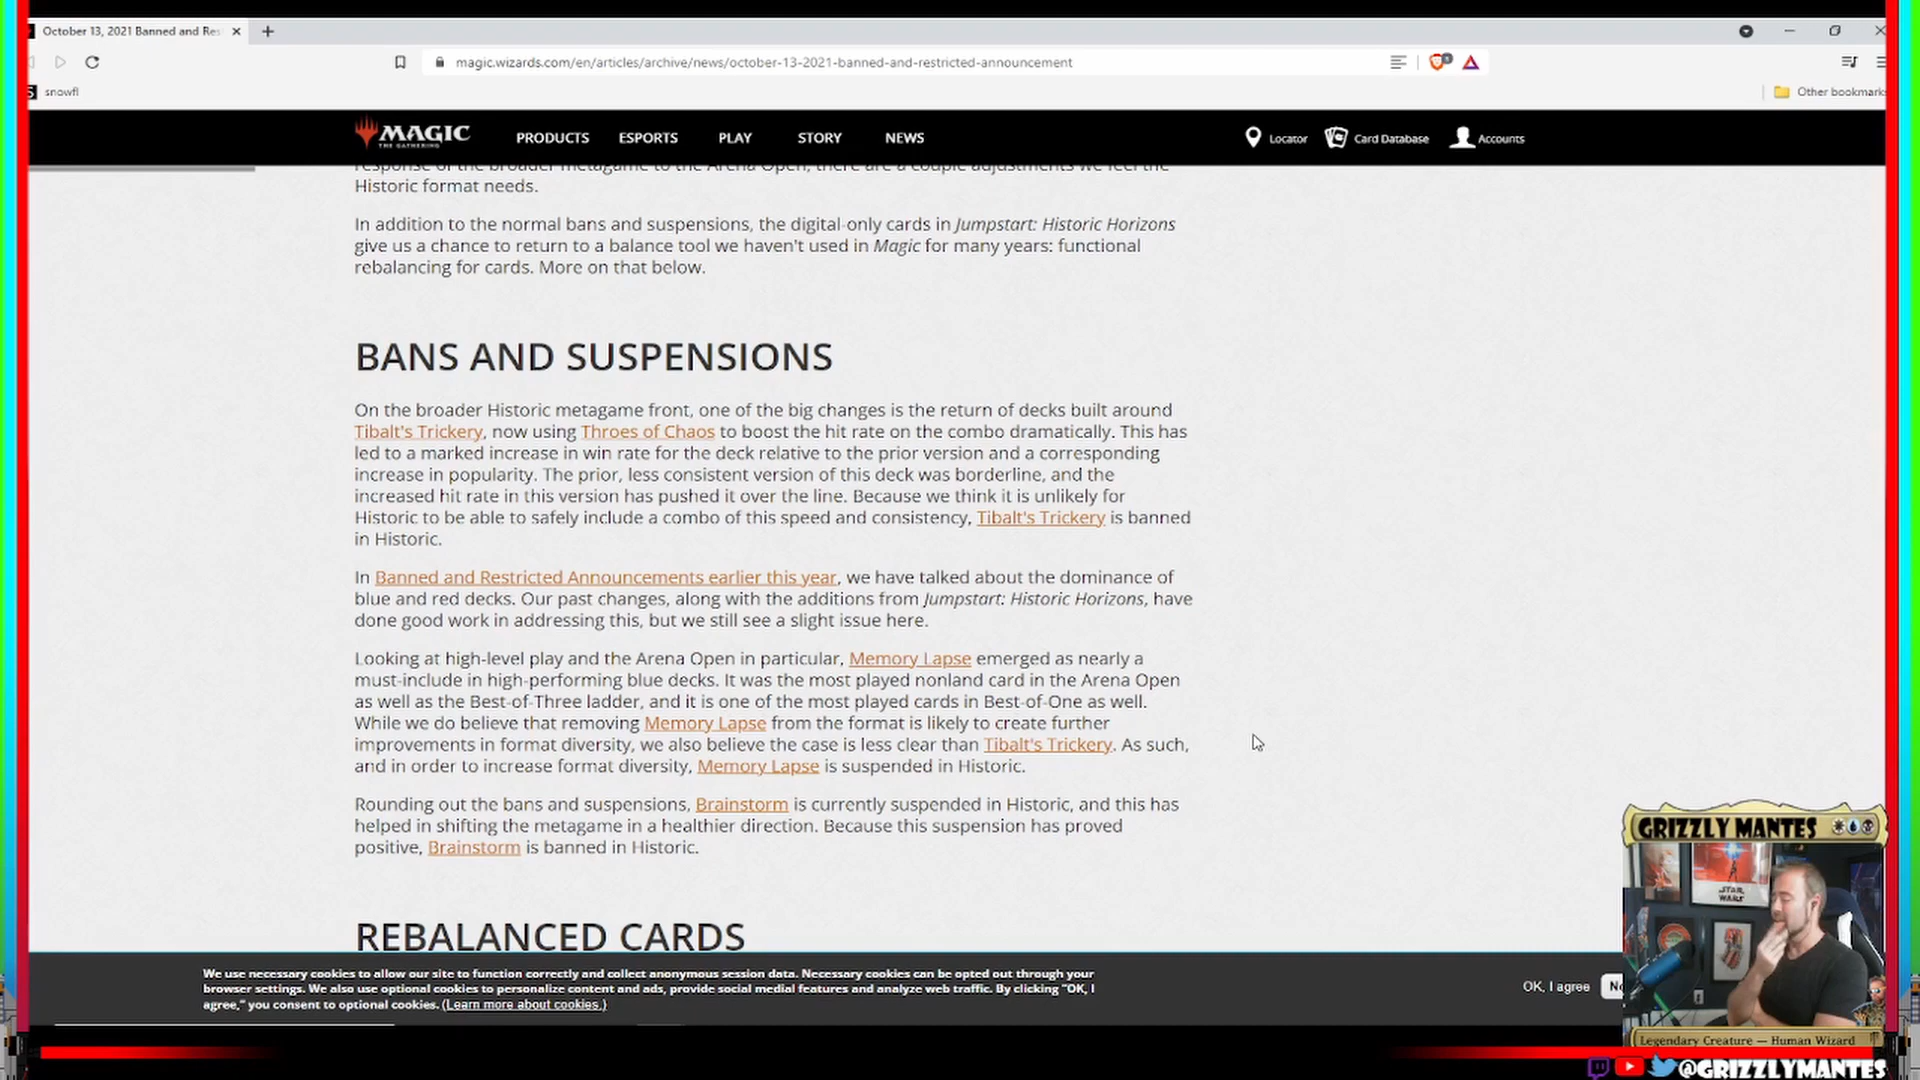 October 13, 2021 Banned and Res
magic.wizards.com/en/articles/archive/news/october-13-2021-banned-and-restricted-announcement
snowfl
Other bookmarks
MAGIC
THE GATHERING
PRODUCTS
ESPORTS
PLAY
STORY
NEWS
Locator
Card Database
Accounts
response of the broader metagame to the Arena Open, there are a couple adjustments we feel the
Historic format needs.
In addition to the normal bans and suspensions, the digital-only cards in Jumpstart: Historic Horizons
give us a chance to return to a balance tool we haven't used in Magic for many years: functional
rebalancing for cards. More on that below.
BANS AND SUSPENSIONS
On the broader Historic metagame front, one of the big changes is the return of decks built around
Tibalt's Trickery, now using Throes of Chaos to boost the hit rate on the combo dramatically. This has
led to a marked increase in win rate for the deck relative to the prior version and a corresponding
increase in popularity. The prior, less consistent version of this deck was borderline, and the
increased hit rate in this version has pushed it over the line. Because we think it is unlikely for
Historic to be able to safely include a combo of this speed and consistency, Tibalt's Trickery is banned
in Historic.
In Banned and Restricted Announcements earlier this year, we have talked about the dominance of
blue and red decks. Our past changes, along with the additions from Jumpstart: Historic Horizons, have
done good work in addressing this, but we still see a slight issue here.
Looking at high-level play and the Arena Open in particular, Memory Lapse emerged as nearly a
must-include in high-performing blue decks. It was the most played nonland card in the Arena Open
as well as the Best-of-Three ladder, and it is one of the most played cards in Best-of-One as well.
While we do believe that removing Memory Lapse from the format is likely to create further
improvements in format diversity, we also believe the case is less clear than Tibalt's Trickery. As such,
and in order to increase format diversity, Memory Lapse is suspended in Historic.
Rounding out the bans and suspensions, Brainstorm is currently suspended in Historic, and this has
helped in shifting the metagame in a healthier direction. Because this suspension has proved
positive, Brainstorm is banned in Historic.
REBALANCED CARDS
We use necessary cookies to allow our site to function correctly and collect anonymous session data. Necessary cookies can be opted out through your
browser settings. We also use optional cookies to personalize content and ads, provide social medial features and analyze web traffic. By clicking "OK, I
agree," you consent to optional cookies. (Learn more about cookies.)
OK, I agree
No
GRIZZLY MANTES
STAR
WARS
Legendary Creature — Human Wizard
@GRIZZLYMANTES